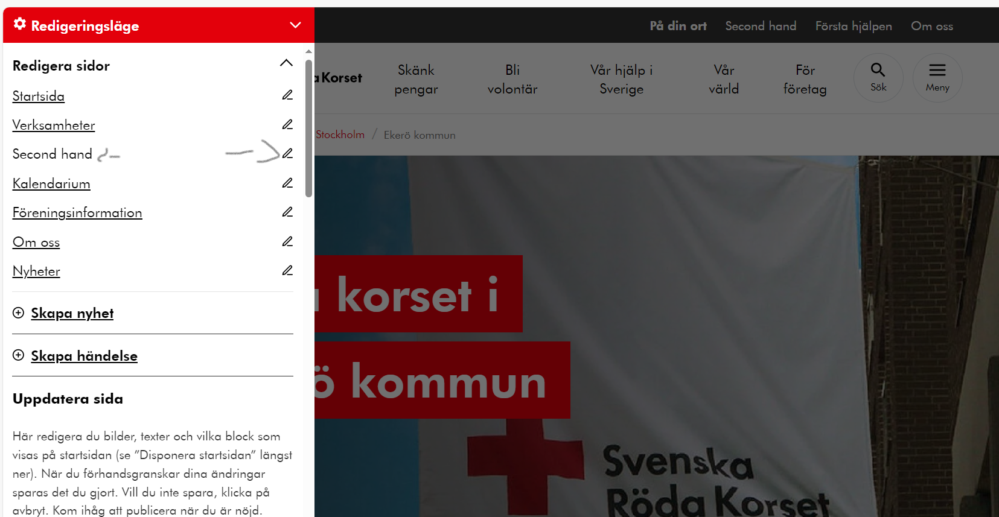 Redigeringsläge
På din ort Second hand Första hjälpen Om oss
Redigera sidor
Startsida
Verksamheter
Second hand
Kalendarium
Föreningsinformation
Om oss
Nyheter
Skapa nyhet
Skapa händelse
Uppdatera sida
Här redigera du bilder, texter och vilka block som
visas på startsidan (se ”Disponera startsidan” längst
ner). När du förhandsgranskar dina ändringar
sparas det du gjort. Vill du inte spara, klicka på
avbryt. Kom ihåg att publicera när du är nöjd.
a Korset
Skänk
pengar
Bli
volontär
Vår hjälp i
Sverige
Vår
värld
För
företag
Sök
Meny
Stockholm / Ekerö kommun
korset i
ö kommun
Svenska
Röda Korset